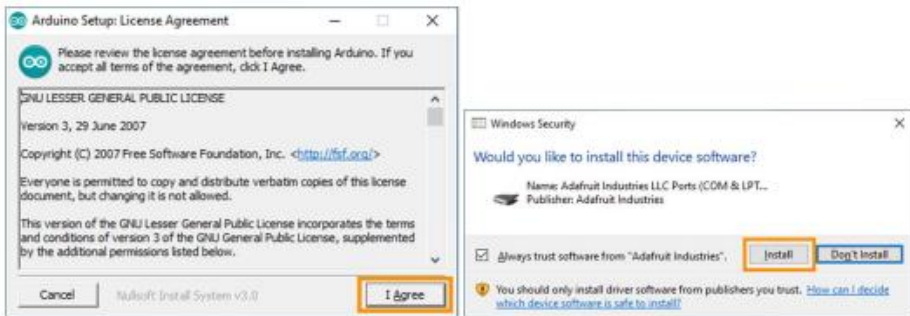 Arduino Setup: License Agreement
Please review the license agreement before installing Arduino. If you
accept all terms of the agreement, click I Agree.
GNU LESSER GENERAL PUBLIC LICENSE
Version 3, 29 June 2007
Copyright (C) 2007 Free Software Foundation, Inc. <http://fsf.org/>
Everyone is permitted to copy and distribute verbatim copies of this license
document, but changing it is not allowed.
This version of the GNU Lesser General Public License incorporates the terms
and conditions of version 3 of the GNU General Public License, supplemented
by the additional permissions listed below.
Cancel
Nullsoft Install System v3.0
I Agree
Windows Security
Would you like to install this device software?
Name: Adafruit Industries LLC Ports (COM & LPT...
Publisher: Adafruit Industries
Always trust software from "Adafruit Industries".
Install
Don't Install
You should only install driver software from publishers you trust. How can I decide
which device software is safe to install?